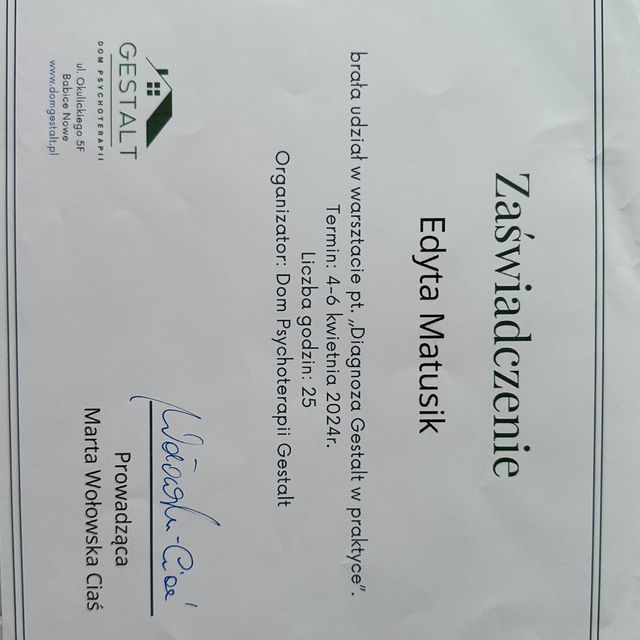 Zaświadczenie
Edyta Matusik
brała udział w warsztacie pt. „Diagnoza Gestalt w praktyce”.
Termin: 4-6 kwietnia 2024r.
Liczba godzin: 25
Organizator: Dom Psychoterapii Gestalt
GESTALT
DOM PSYCHOTERAPII
ul. Okulickiego 5F
Babice Nowe
www.domgestalt.pl
Prowadząca
Marta Wołowska Ciaś